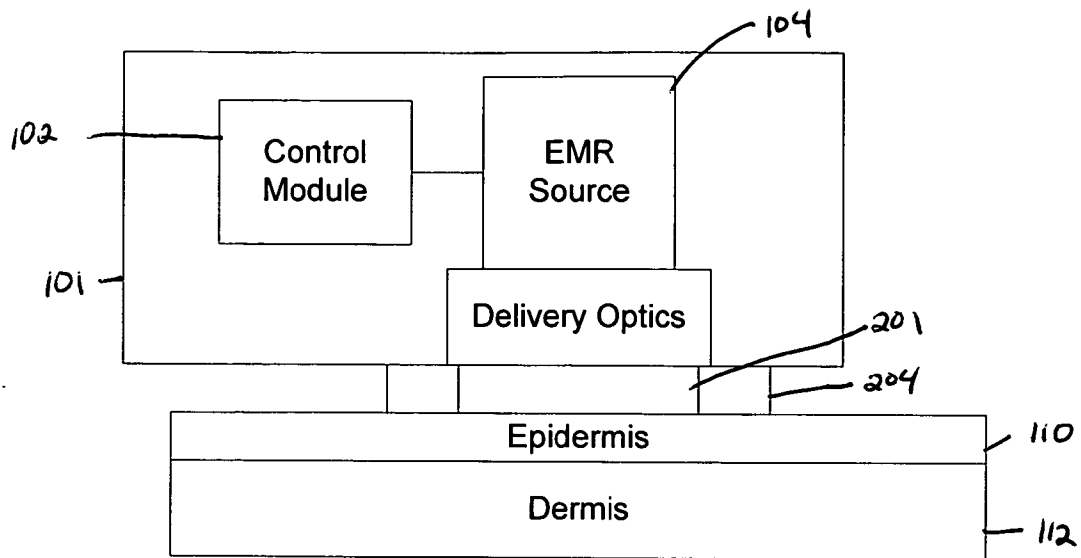 104
102
Control
Module
EMR
Source
101
Delivery Optics
201
204
Epidermis
110
Dermis
112